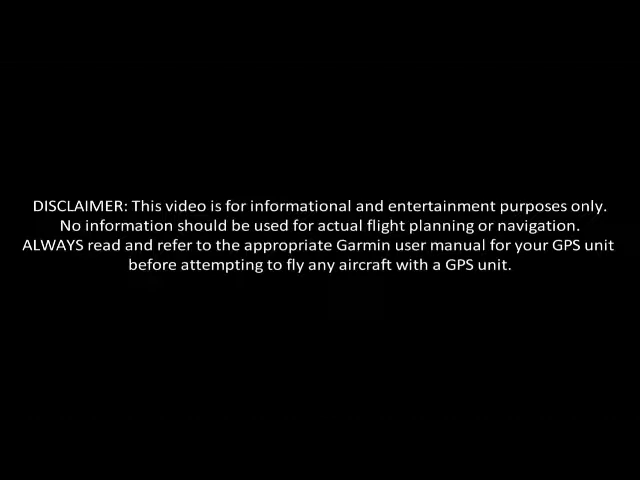 DISCLAIMER: This video is for informational and entertainment purposes only.
No information should be used for actual flight planning or navigation.
ALWAYS read and refer to the appropriate Garmin user manual for your GPS unit
before attempting to fly any aircraft with a GPS unit.